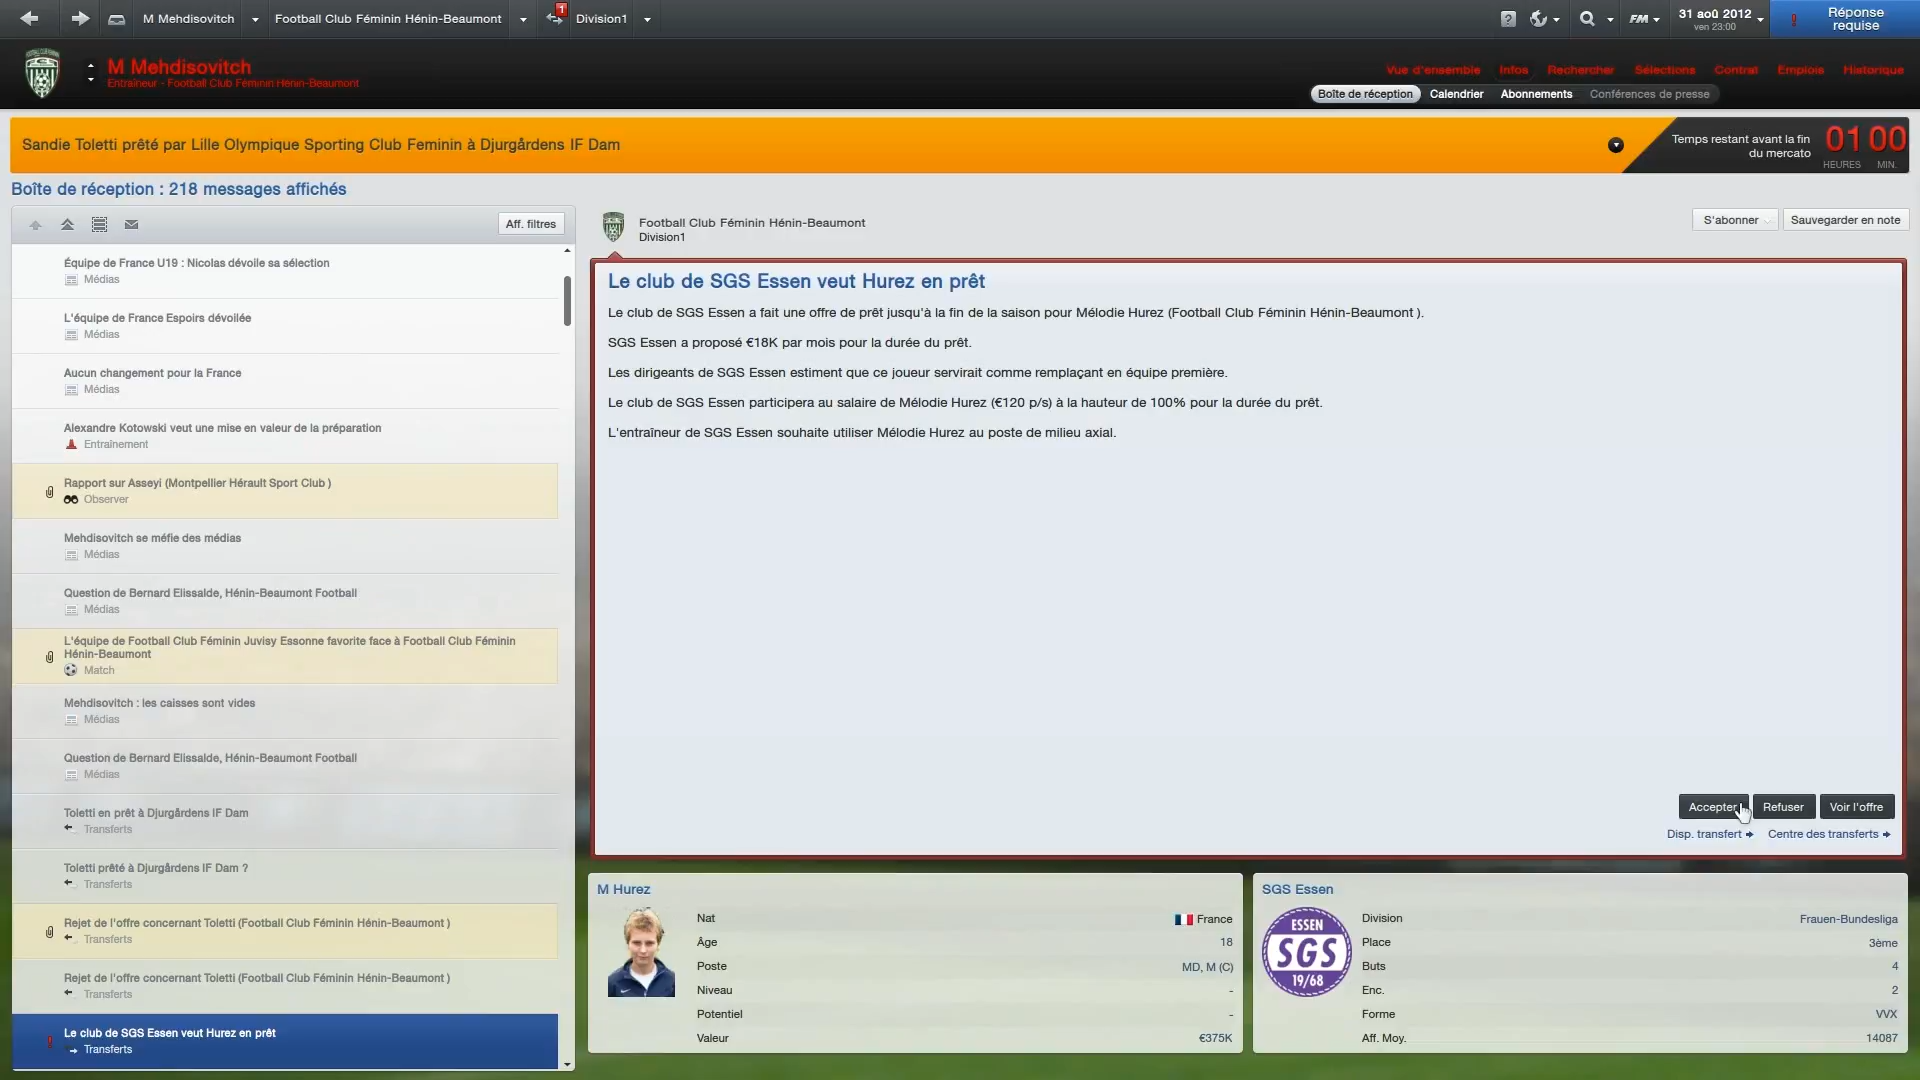 M Mehdisovitch
Football Club Féminin Hénin-Beaumont
1
Division1
?
FM
31 aoû 2012
ven 23:00
!
Réponse
requise
M Mehdisovitch
Entraîneur - Football Club Féminin Hénin-Beaumont
Vue d'ensemble Infos Rechercher Sélections Contrat Emplois Historique
Boîte de réception Calendrier Abonnements Conférences de presse
Sandie Toletti prêté par Lille Olympique Sporting Club Feminin à Djurgårdens IF Dam
Temps restant avant la fin
du mercato
01 00
HEURES MIN.
Boîte de réception : 218 messages affichés
Aff. filtres
Équipe de France U19 : Nicolas dévoile sa sélection
Médias
L'équipe de France Espoirs dévoilée
Médias
Aucun changement pour la France
Médias
Alexandre Kotowski veut une mise en valeur de la préparation
Entraînement
Rapport sur Asseyi (Montpellier Hérault Sport Club )
Observer
Mehdisovitch se méfie des médias
Médias
Question de Bernard Elissalde, Hénin-Beaumont Football
Médias
L'équipe de Football Club Féminin Juvisy Essonne favorite face à Football Club Féminin
Hénin-Beaumont
Match
Mehdisovitch : les caisses sont vides
Médias
Question de Bernard Elissalde, Hénin-Beaumont Football
Médias
Toletti en prêt à Djurgårdens IF Dam
Transferts
Toletti prêté à Djurgårdens IF Dam ?
Transferts
Rejet de l'offre concernant Toletti (Football Club Féminin Hénin-Beaumont )
Transferts
Rejet de l'offre concernant Toletti (Football Club Féminin Hénin-Beaumont )
Transferts
!
Le club de SGS Essen veut Hurez en prêt
Transferts
Football Club Féminin Hénin-Beaumont
Division1
S'abonner
Sauvegarder en note
Le club de SGS Essen veut Hurez en prêt
Le club de SGS Essen a fait une offre de prêt jusqu'à la fin de la saison pour Mélodie Hurez (Football Club Féminin Hénin-Beaumont ).
SGS Essen a proposé €18K par mois pour la durée du prêt.
Les dirigeants de SGS Essen estiment que ce joueur servirait comme remplaçant en équipe première.
Le club de SGS Essen participera au salaire de Mélodie Hurez (€120 p/s) à la hauteur de 100% pour la durée du prêt.
L'entraîneur de SGS Essen souhaite utiliser Mélodie Hurez au poste de milieu axial.
Accepter Refuser Voir l'offre
Disp. transfert Centre des transferts
M Hurez
Nat France
Âge 18
Poste MD, M (C)
Niveau -
Potentiel -
Valeur €375K
SGS Essen
ESSEN
SGS
19/68
Division Frauen-Bundesliga
Place 3ème
Buts 4
Enc. 2
Forme VVX
Aff. Moy. 14087